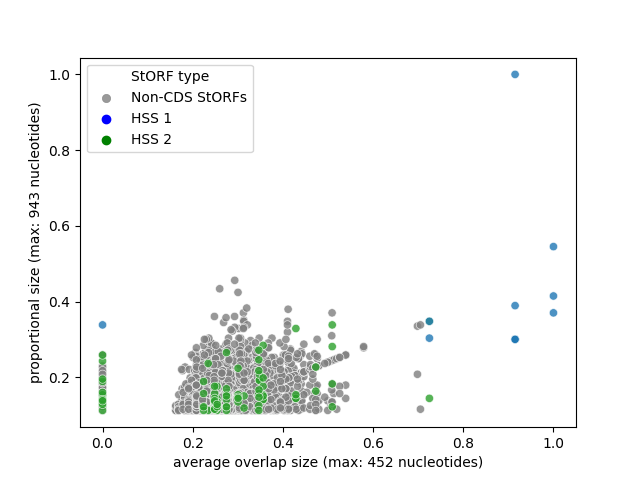 StORF type
Non-CDS StORFs
HSS 1
HSS 2
1.0
0.8
0.6
0.4
0.2
proportional size (max: 943 nucleotides)
0.0 0.2 0.4 0.6 0.8 1.0
average overlap size (max: 452 nucleotides)